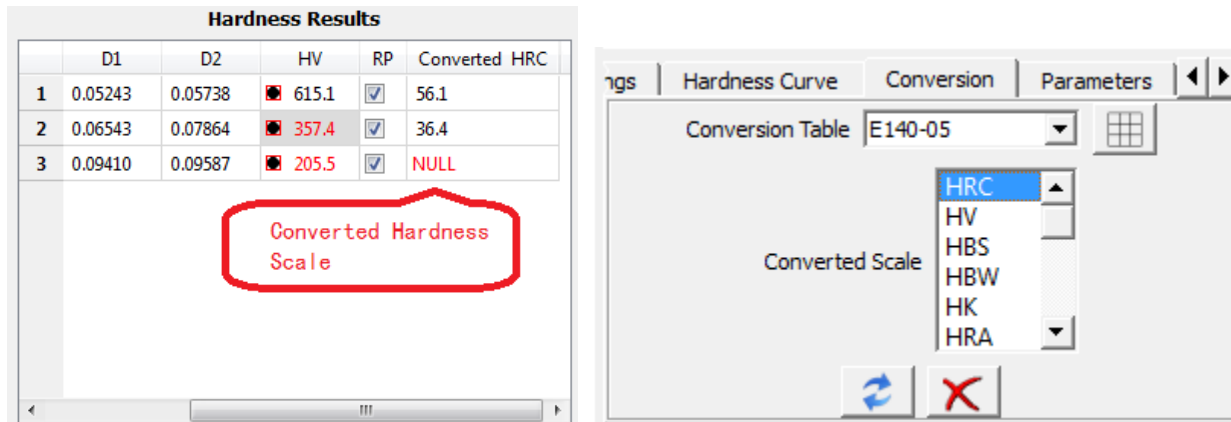 Hardness Results
D1 D2 HV RP Converted HRC
1 0.05243 0.05738 615.1 56.1
2 0.06543 0.07864 357.4 36.4
3 0.09410 0.09587 205.5 NULL
Converted Hardness
Scale
ngs Hardness Curve Conversion Parameters
Conversion Table E140-05
Converted Scale
HRC
HV
HBS
HBW
HK
HRA